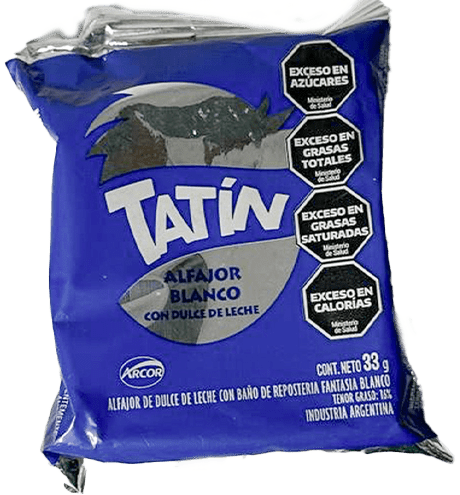 EXCESO EN
AZÚCARES
Ministerio
de Salud
EXCESO EN
GRASAS
TOTALES
Ministerio
de Salud
EXCESO EN
GRASAS
SATURADAS
Ministerio
de Salud
EXCESO EN
CALORÍAS
Ministerio
de Salud
TATÍN
ALFAJOR
BLANCO
CON DULCE DE LECHE
ARCOR
CONT. NETO 33 g
ALFAJOR DE DULCE DE LECHE CON BAÑO DE REPOSTERIA FANTASIA BLANCO
TENOR GRASO: 16%
INDUSTRIA ARGENTINA